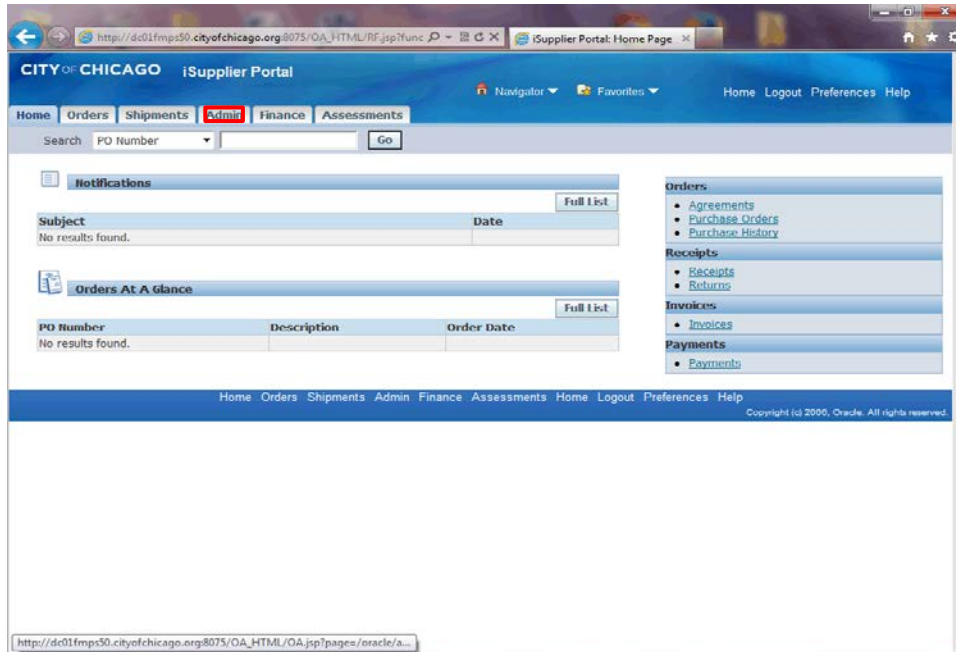 http://dc01fmps50.cityofchicago.org:8075/OA_HTML/RF.jsp?func
iSupplier Portal: Home Page
CITY OF CHICAGO iSupplier Portal
Navigator Favorites Home Logout Preferences Help
Home Orders Shipments Admin Finance Assessments
Search PO Number Go
Notifications
Full List
Subject Date
No results found.
Orders At A Glance
Full List
PO Number Description Order Date
No results found.
Orders
Agreements
Purchase Orders
Purchase History
Receipts
Receipts
Returns
Invoices
Invoices
Payments
Payments
Home Orders Shipments Admin Finance Assessments Home Logout Preferences Help
Copyright (c) 2006, Oracle. All rights reserved.
http://dc01fmps50.cityofchicago.org:8075/OA_HTML/OA.jsp?page=/oracle/a...